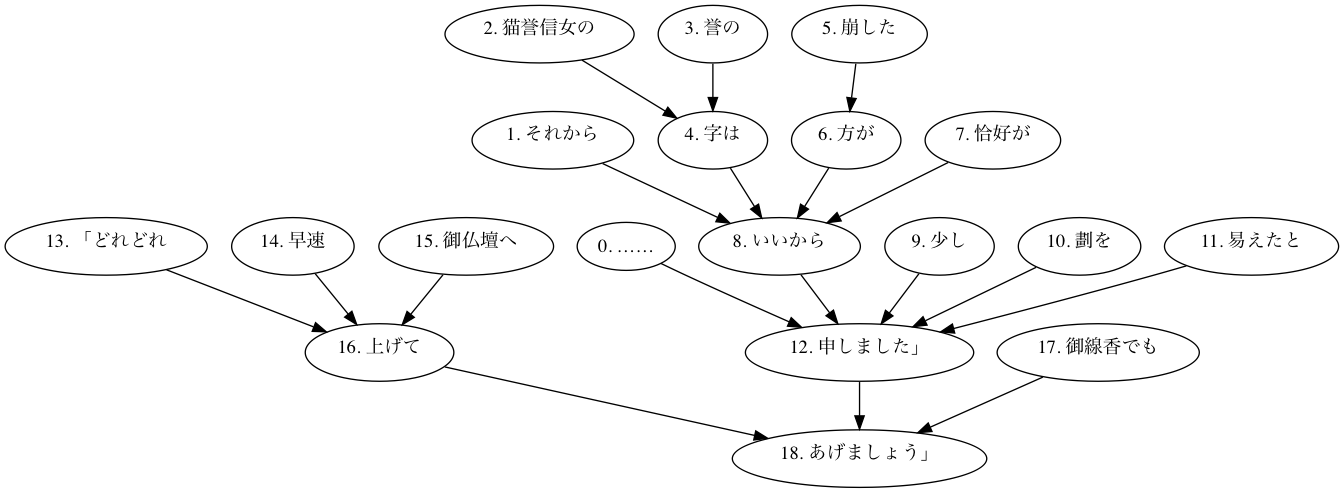 2. 猫誉信女の
3. 誉の
5. 崩した
1. それから
4. 字は
6. 方が
7. 恰好が
13. 「どれどれ
14. 早速
15. 御仏壇へ
0. ……
8. いいから
9. 少し
10. 劃を
11. 易えたと
16. 上げて
12. 申しました」
17. 御線香でも
18. あげましょう」